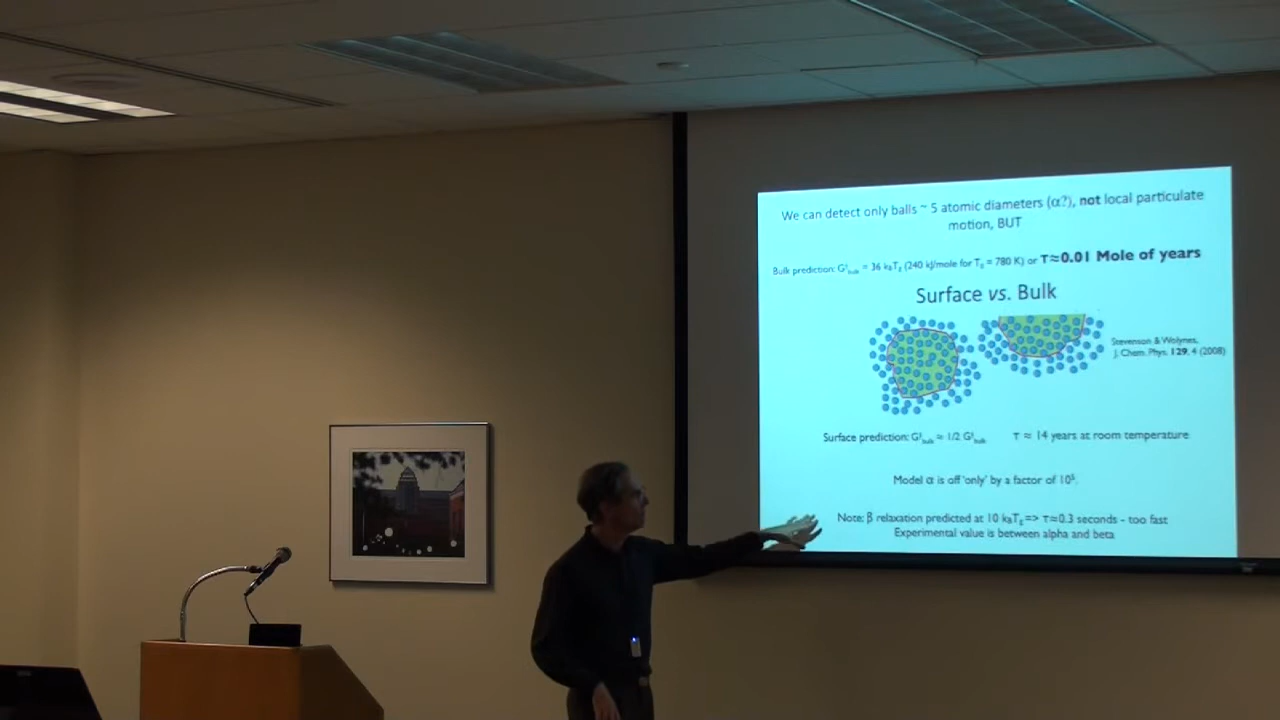 We can detect only balls ~ 5 atomic diameters (α?), not local particulate
motion, BUT
Bulk prediction: G‡bulk = 36 kBTg (240 kJ/mole for Tg = 780 K) or τ≈0.01 Mole of years
Surface vs. Bulk
Stevenson & Wolynes,
J. Chem. Phys. 129, 4 (2008)
Surface prediction: G‡bulk ≈ 1/2 G‡bulk τ ≈ 14 years at room temperature
Model α is off 'only' by a factor of 10⁵.
Note: β relaxation predicted at 10 kBTg => τ≈0.3 seconds - too fast
Experimental value is between alpha and beta